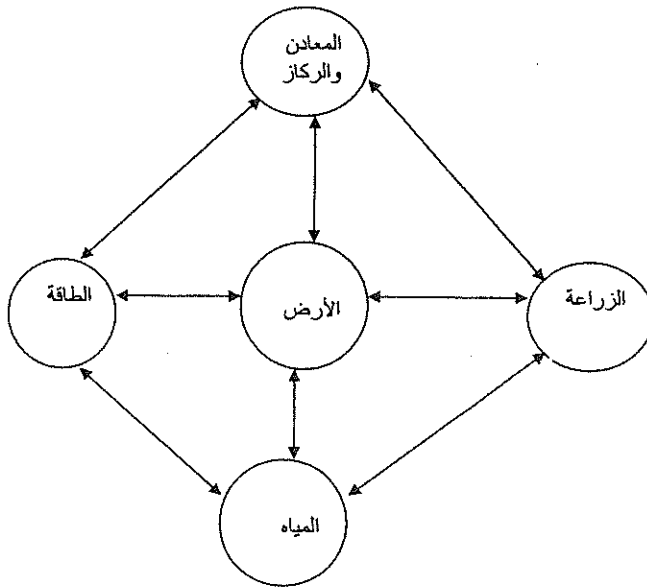 المعادن
والركاز
الطاقة
الأرض
الزراعة
المياه